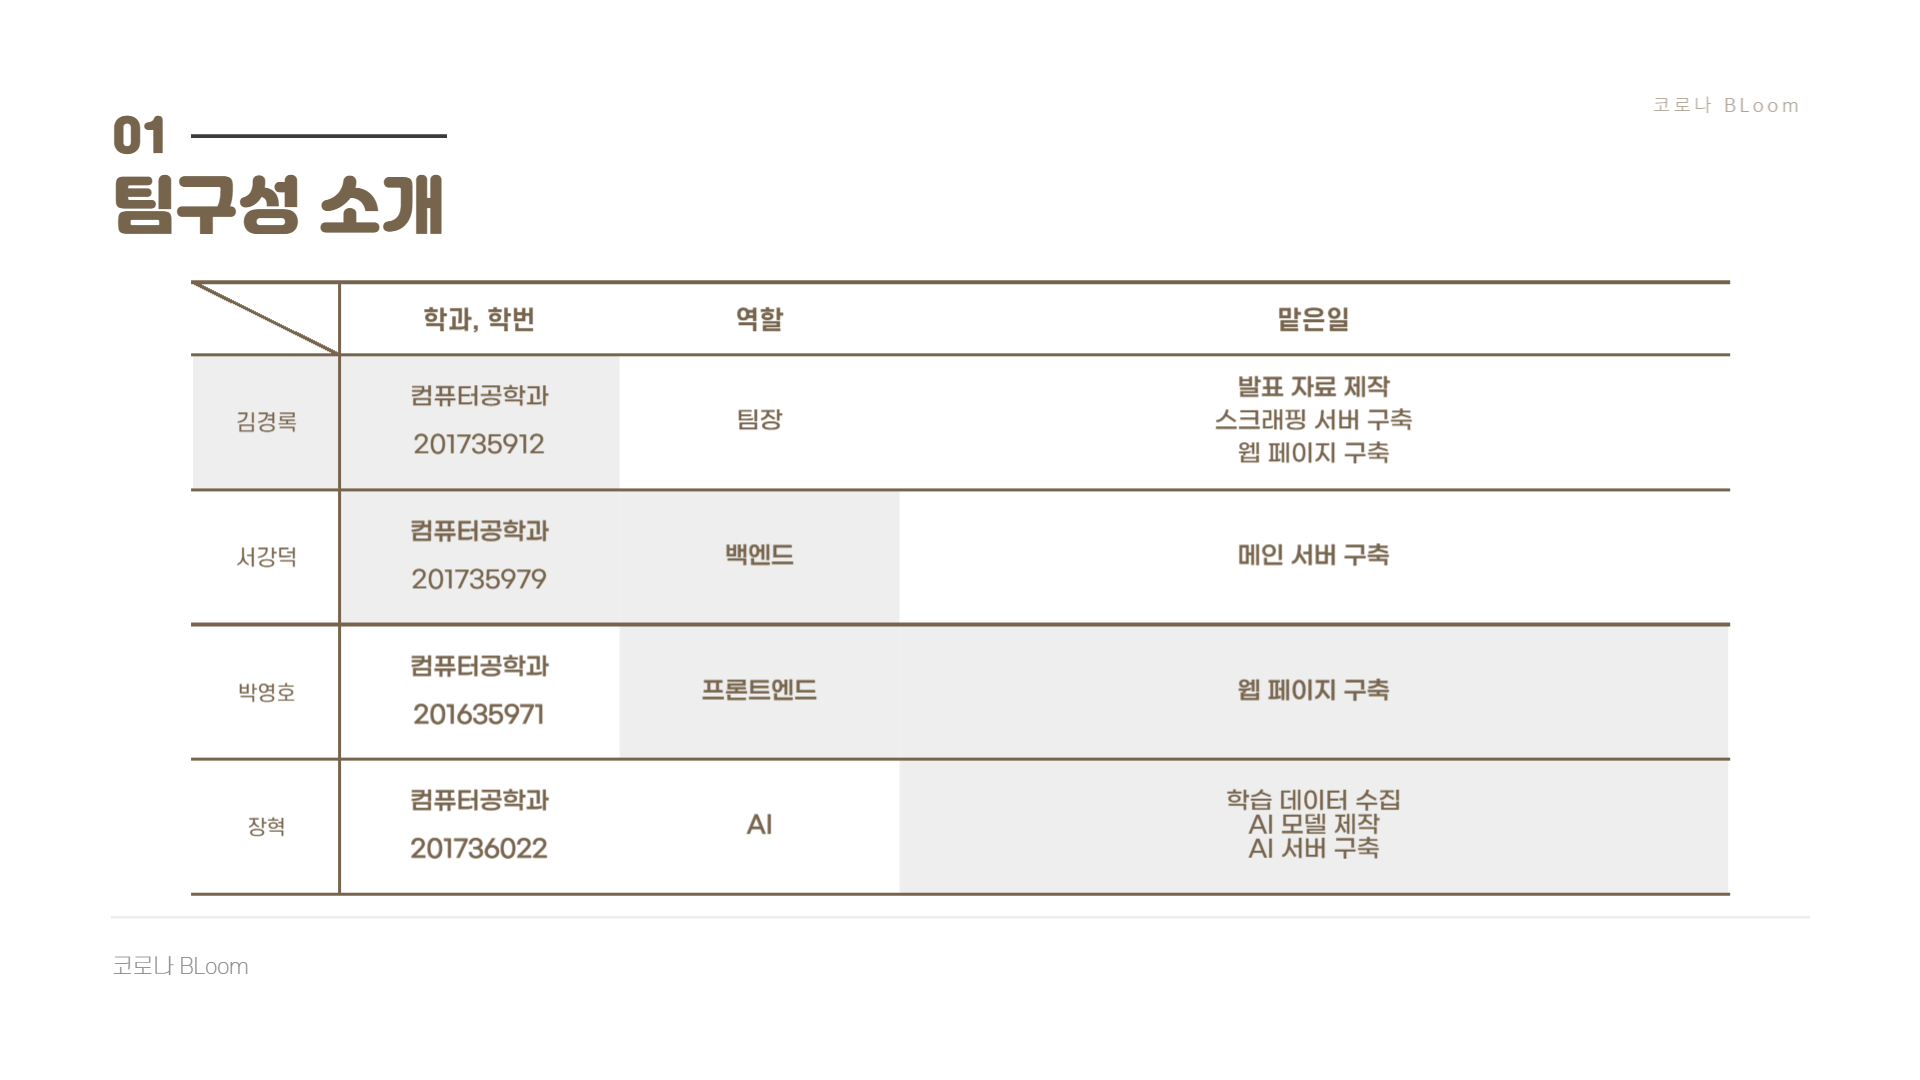 코로나 BLoom
01
팀구성 소개
학과, 학번
역할
맡은일
김경록
컴퓨터공학과
201735912
팀장
발표 자료 제작
스크래핑 서버 구축
웹 페이지 구축
서강덕
컴퓨터공학과
201735979
백엔드
메인 서버 구축
박영호
컴퓨터공학과
201635971
프론트엔드
웹 페이지 구축
장혁
컴퓨터공학과
201736022
AI
학습 데이터 수집
AI 모델 제작
AI 서버 구축
코로나 BLoom